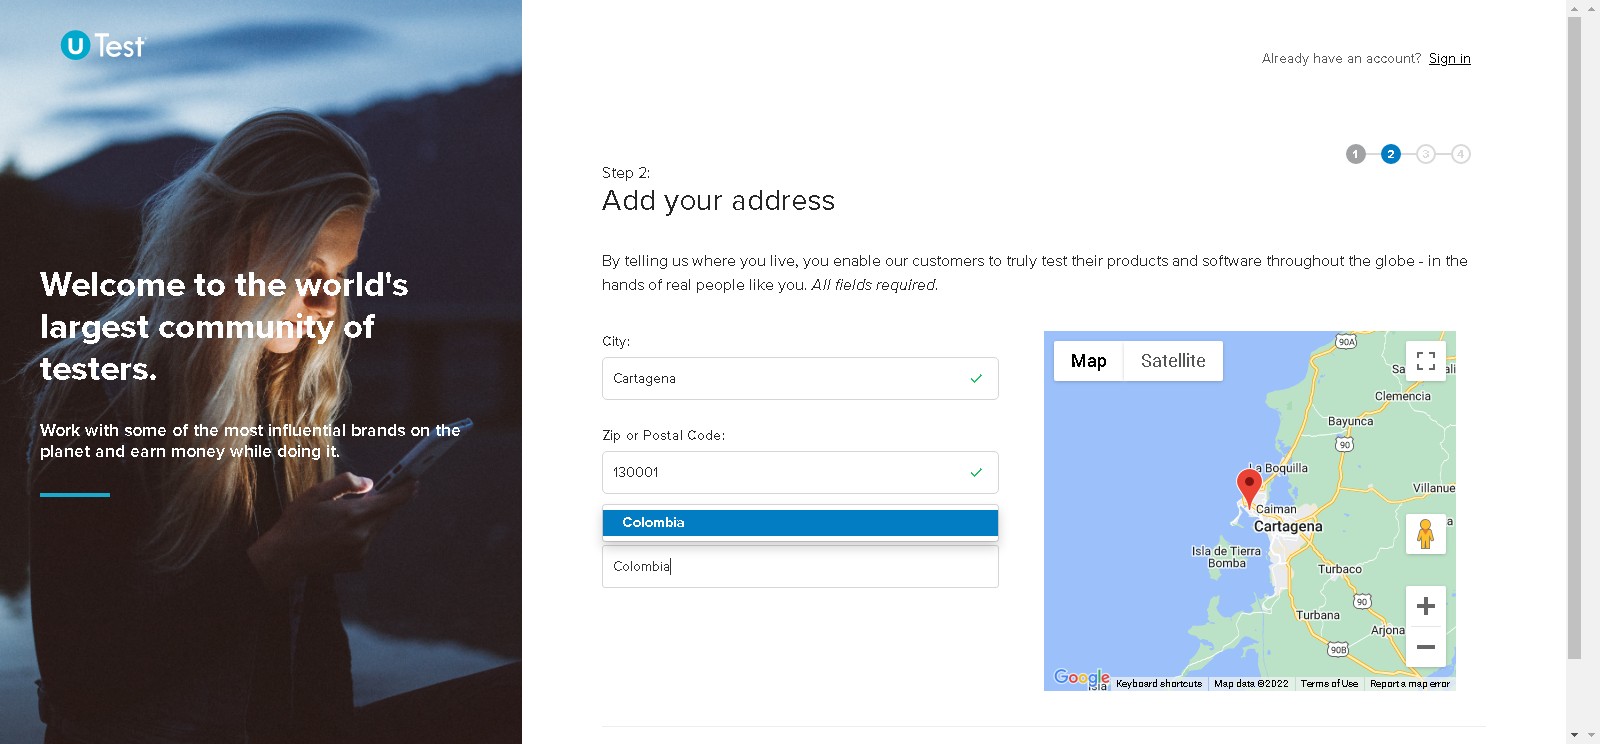 U Test
Already have an account? Sign in
1 2 3 4
Step 2:
Add your address
By telling us where you live, you enable our customers to truly test their products and software throughout the globe - in the
hands of real people like you. All fields required.
Welcome to the world's
largest community of
testers.
Work with some of the most influential brands on the
planet and earn money while doing it.
City:
Cartagena
Zip or Postal Code:
130001
Colombia
Colombia
Map
Satellite
90A
Clemencia
Bayunca
90
La Boquilla
Villanue
Caiman
Cartagena
Isla de Tierra
Bomba
Turbaco
90
Turbana
Arjona
90B
Google
Isla
Keyboard shortcuts
Map data ©2022
Terms of Use
Report a map error